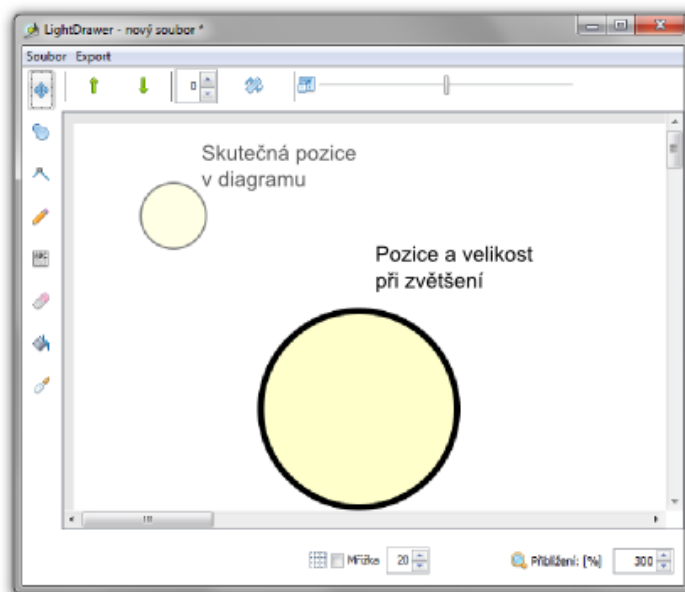 LightDrawer - nový soubor *
Soubor Export
0
Skutečná pozice
v diagramu
Pozice a velikost
při zvětšení
Mřížka 20 Přiblížení: [%] 300